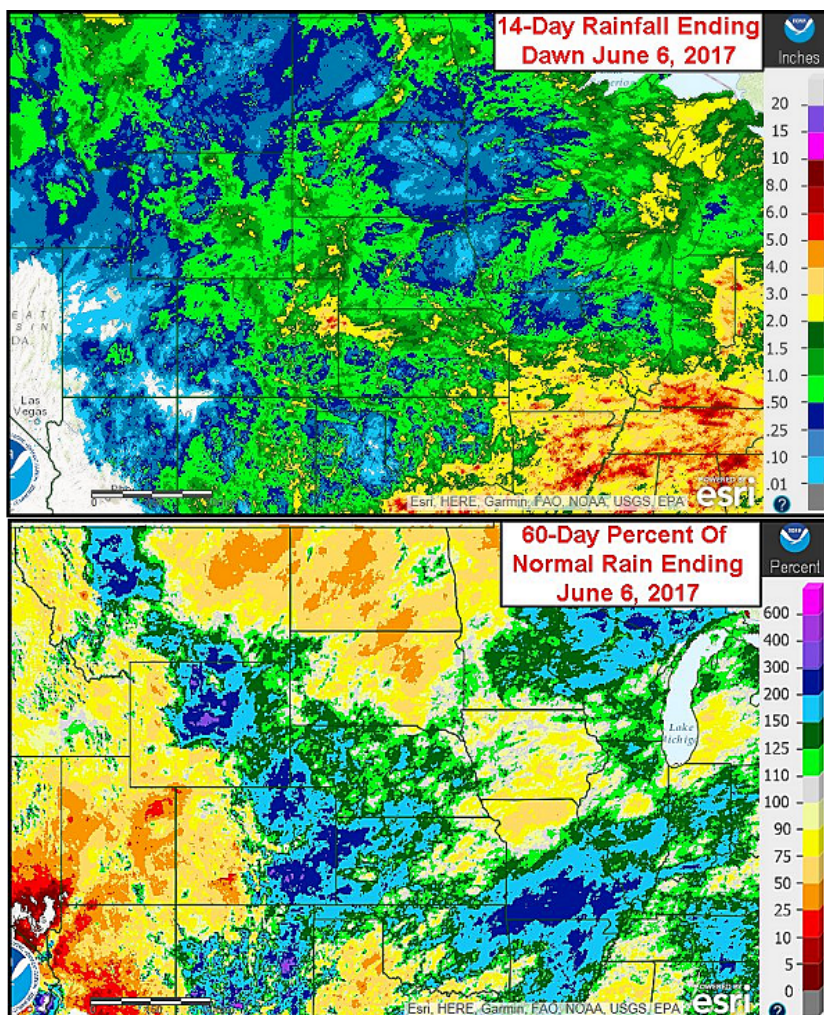 14-Day Rainfall Ending
Dawn June 6, 2017
Inches
20
15
10
8.0
6.0
5.0
4.0
3.0
2.0
1.5
1.0
.50
.25
.10
.01
Las
Vegas
POWERED BY
esri
Esri, HERE, Garmin, FAO, NOAA, USGS, EPA
?
60-Day Percent Of
Normal Rain Ending
June 6, 2017
Percent
600
400
300
200
150
125
110
100
90
75
50
25
10
5
0
Lake
POWERED BY
esri
Esri, HERE, Garmin, FAO, NOAA, USGS, EPA
?